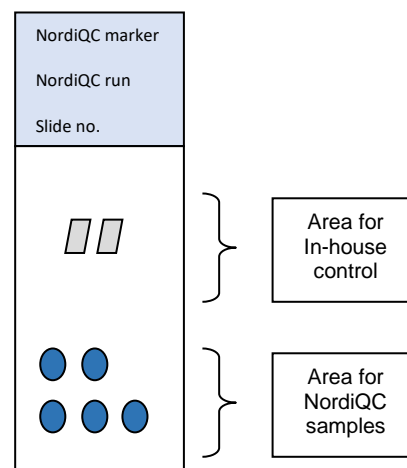 NordiQC marker
NordiQC run
Slide no.
Area for
In-house
control
Area for
NordiQC
samples